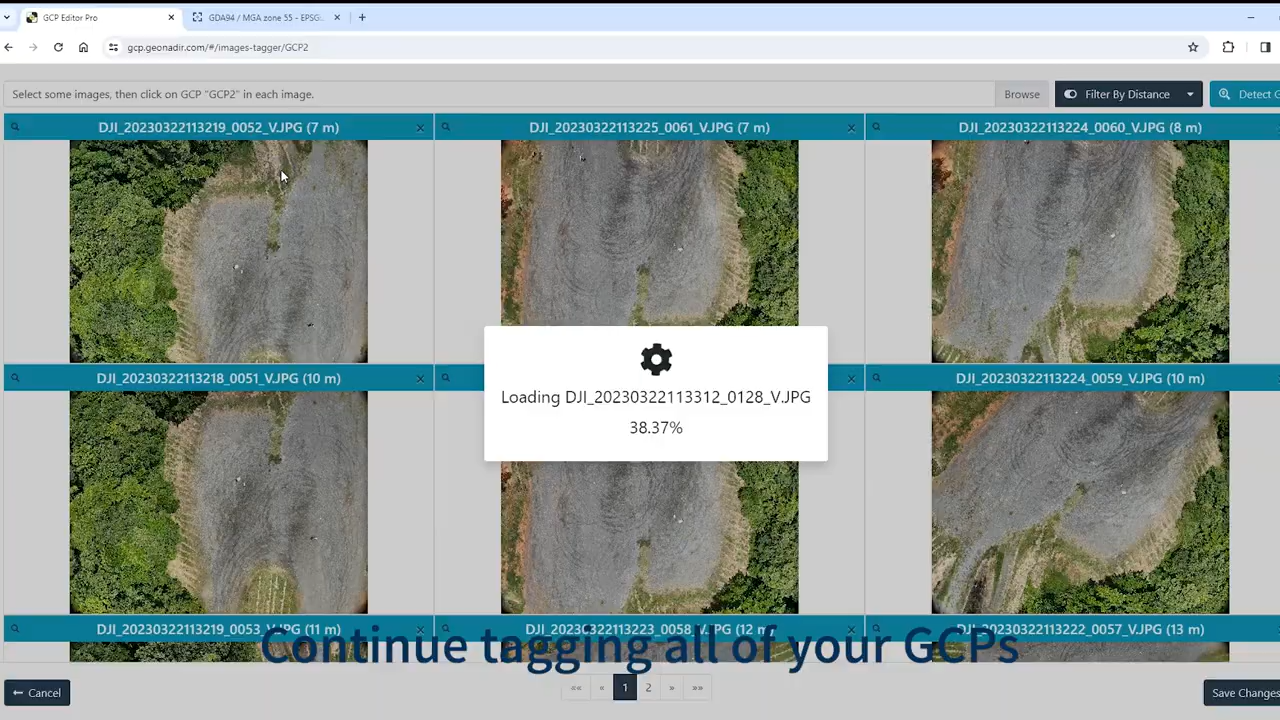 GCP Editor Pro
GDA94 / MGA zone 55 - EPSG:
gcp.geonadir.com/#/images-tagger/GCP2
Select some images, then click on GCP "GCP2" in each image.
Browse
Filter By Distance
Detect G
DJI_20230322113219_0052_V.JPG (7 m)
DJI_20230322113225_0061_V.JPG (7 m)
DJI_20230322113224_0060_V.JPG (8 m)
DJI_20230322113218_0051_V.JPG (10 m)
DJI_20230322113224_0059_V.JPG (10 m)
Loading DJI_20230322113312_0128_V.JPG
38.37%
DJI_20230322113219_0053_V.JPG (11 m)
DJI_20230322113223_0058_V.JPG (12 m)
DJI_20230322113222_0057_V.JPG (13 m)
Continue tagging all of your GCPs
Cancel
<< < 1 2 > >>
Save Changes